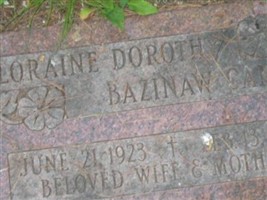 LORAINE DOROTH
BAZINAW
JUNE 21 1923 †
BELOVED WIFE & MOTH